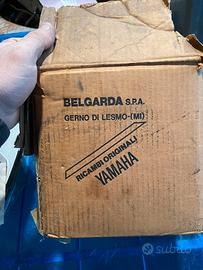 BELGARDA S.P.A.
GERNO DI LESMO-(MI)
RICAMBI ORIGINALI
YAMAHA
subito